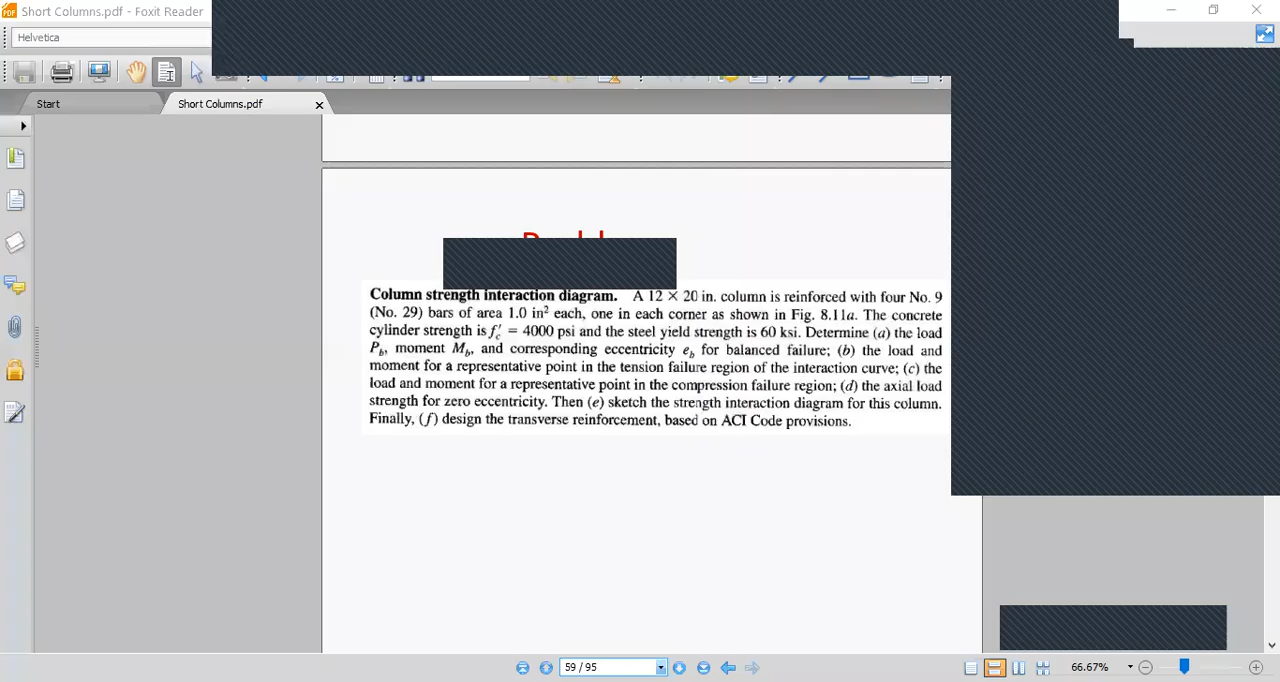 Short Columns.pdf - Foxit Reader
Helvetica
Start
Short Columns.pdf
Column strength interaction diagram. A 12 × 20 in. column is reinforced with four No. 9
(No. 29) bars of area 1.0 in² each, one in each corner as shown in Fig. 8.11a. The concrete
cylinder strength is f′c = 4000 psi and the steel yield strength is 60 ksi. Determine (a) the load
Pb, moment Mb, and corresponding eccentricity eb for balanced failure; (b) the load and
moment for a representative point in the tension failure region of the interaction curve; (c) the
load and moment for a representative point in the compression failure region; (d) the axial load
strength for zero eccentricity. Then (e) sketch the strength interaction diagram for this column.
Finally, (f) design the transverse reinforcement, based on ACI Code provisions.
59 / 95
66.67%